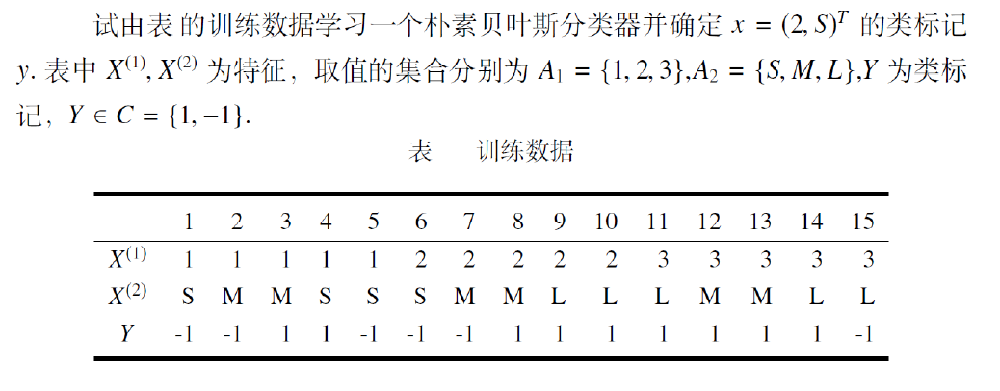 试由表 的训练数据学习一个朴素贝叶斯分类器并确定 x = (2, S)ᵀ 的类标记
y. 表中 X⁽¹⁾, X⁽²⁾ 为特征，取值的集合分别为 A₁ = {1, 2, 3},A₂ = {S, M, L},Y 为类标
记，Y ∈ C = {1, −1}.
表 训练数据
1 2 3 4 5 6 7 8 9 10 11 12 13 14 15
X⁽¹⁾ 1 1 1 1 1 2 2 2 2 2 3 3 3 3 3
X⁽²⁾ S M M S S S M M L L L M M L L
Y -1 -1 1 1 -1 -1 -1 1 1 1 1 1 1 1 -1